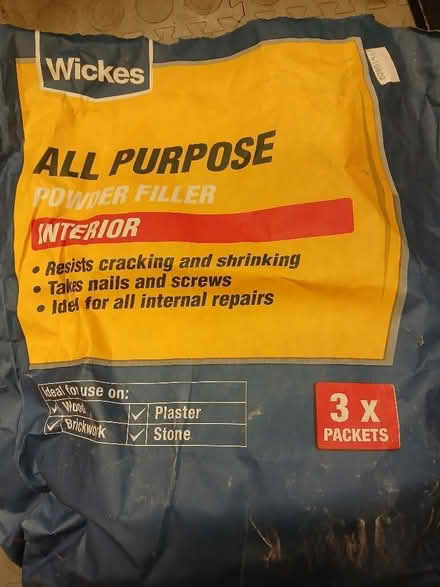 Wickes
ALL PURPOSE
POWDER FILLER
INTERIOR
• Resists cracking and shrinking
• Takes nails and screws
• Ideal for all internal repairs
Ideal for use on:
✓ Wood ✓ Plaster
✓ Brickwork ✓ Stone
3 x
PACKETS